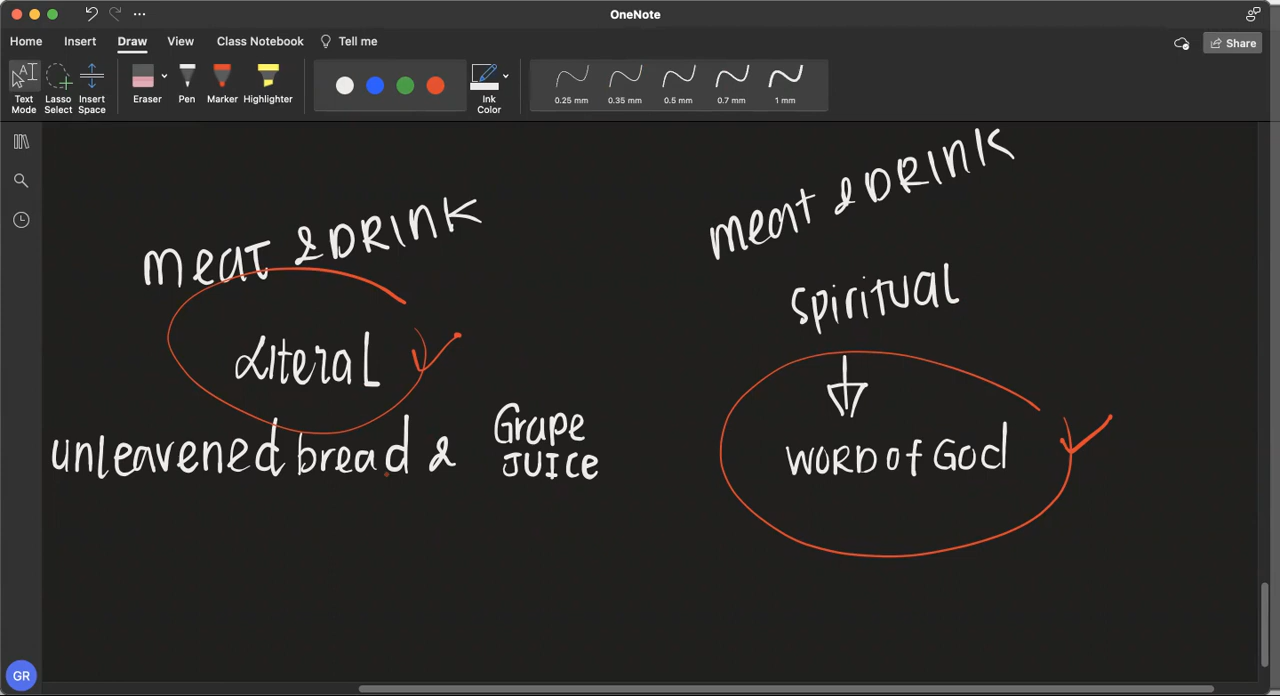 OneNote
Home Insert Draw View Class Notebook Tell me
Share
Text Mode
Lasso Select
Insert Space
Eraser
Pen
Marker
Highlighter
Ink Color
0.25 mm
0.35 mm
0.5 mm
0.7 mm
1 mm
meat & DRINK
Literal
unleavened bread & Grape JUICE
meat & DRINK
spiritual
WORD of God
GR